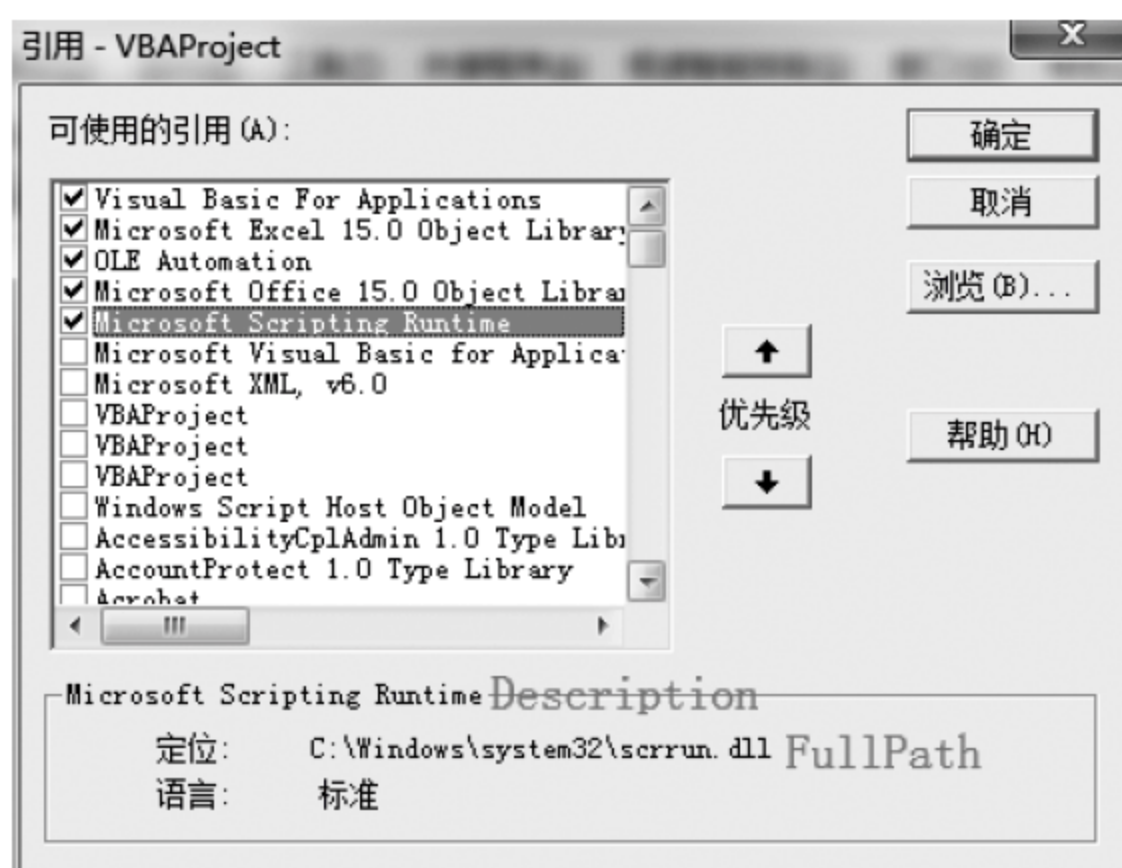 引用 - VBAProject
可使用的引用(A):
Visual Basic For Applications
Microsoft Excel 15.0 Object Library
OLE Automation
Microsoft Office 15.0 Object Librar
Microsoft Scripting Runtime
Microsoft Visual Basic for Applica
Microsoft XML, v6.0
VBAProject
VBAProject
VBAProject
Windows Script Host Object Model
AccessibilityCplAdmin 1.0 Type Lib
AccountProtect 1.0 Type Library
Acrobat
确定
取消
浏览(B)...
优先级
帮助(H)
Microsoft Scripting Runtime Description
定位: C:\Windows\system32\scrrun.dll FullPath
语言: 标准